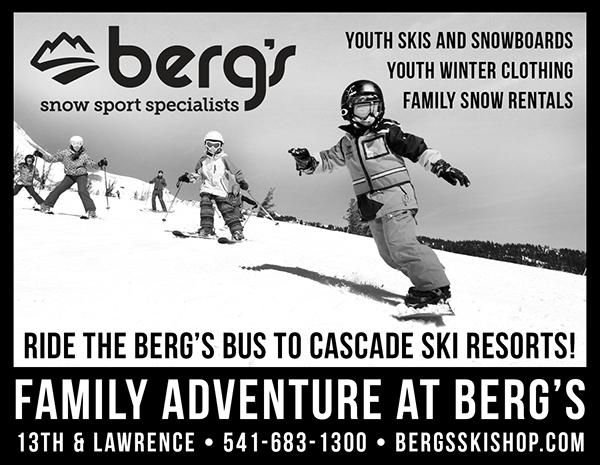 berg's
snow sport specialists
YOUTH SKIS AND SNOWBOARDS
YOUTH WINTER CLOTHING
FAMILY SNOW RENTALS
RIDE THE BERG'S BUS TO CASCADE SKI RESORTS!
FAMILY ADVENTURE AT BERG'S
13TH & LAWRENCE • 541-683-1300 • BERGSSKISHOP.COM